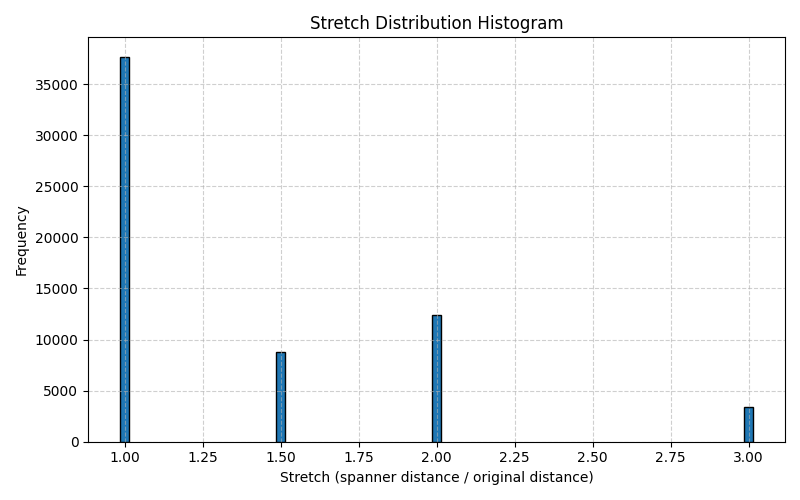 Stretch Distribution Histogram
Frequency
35000
30000
25000
20000
15000
10000
5000
0
1.00 1.25 1.50 1.75 2.00 2.25 2.50 2.75 3.00
Stretch (spanner distance / original distance)